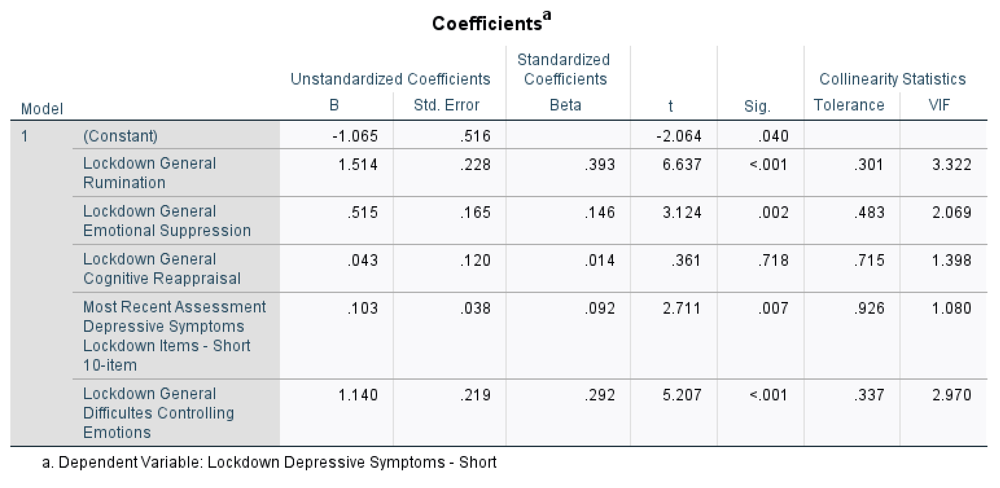 Coefficientsᵃ
Unstandardized Coefficients Standardized Coefficients Collinearity Statistics
Model B Std. Error Beta t Sig. Tolerance VIF
1 (Constant) -1.065 .516 -2.064 .040
Lockdown General Rumination 1.514 .228 .393 6.637 <.001 .301 3.322
Lockdown General Emotional Suppression .515 .165 .146 3.124 .002 .483 2.069
Lockdown General Cognitive Reappraisal .043 .120 .014 .361 .718 .715 1.398
Most Recent Assessment Depressive Symptoms Lockdown Items - Short 10-item .103 .038 .092 2.711 .007 .926 1.080
Lockdown General Difficultes Controlling Emotions 1.140 .219 .292 5.207 <.001 .337 2.970
a. Dependent Variable: Lockdown Depressive Symptoms - Short